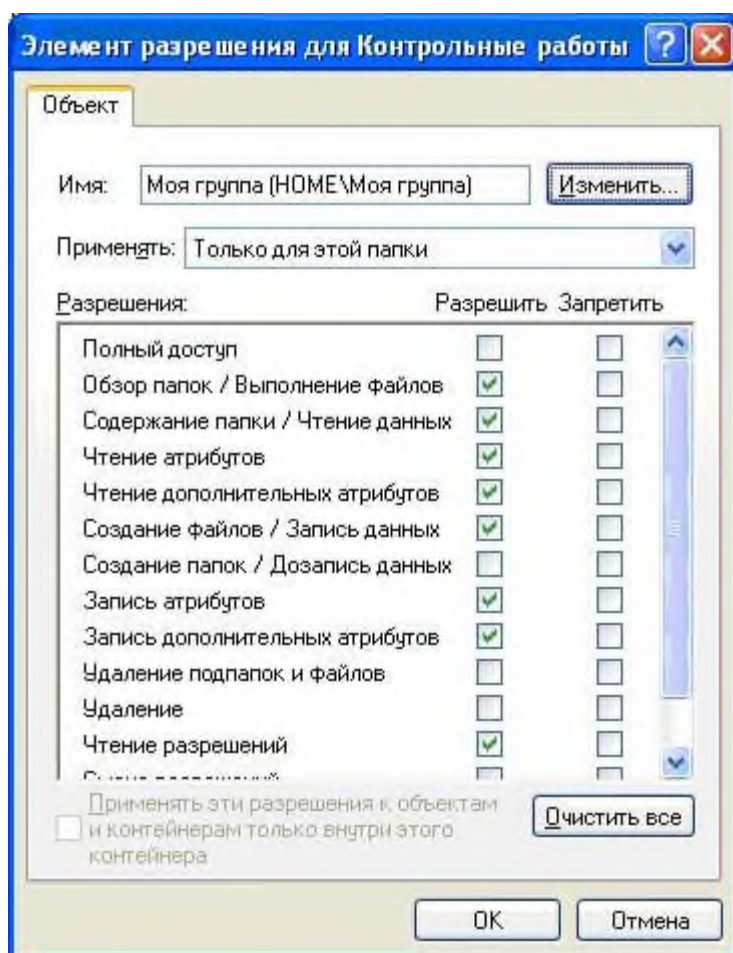 Элемент разрешения для Контрольные работы
Объект
Имя: Моя группа (HOME\Моя группа) Изменить...
Применять: Только для этой папки
Разрешения: Разрешить Запретить
Полный доступ
Обзор папок / Выполнение файлов
Содержание папки / Чтение данных
Чтение атрибутов
Чтение дополнительных атрибутов
Создание файлов / Запись данных
Создание папок / Дозапись данных
Запись атрибутов
Запись дополнительных атрибутов
Удаление подпапок и файлов
Удаление
Чтение разрешений
Применять эти разрешения к объектам
и контейнерам только внутри этого
контейнера
Очистить все
OK Отмена